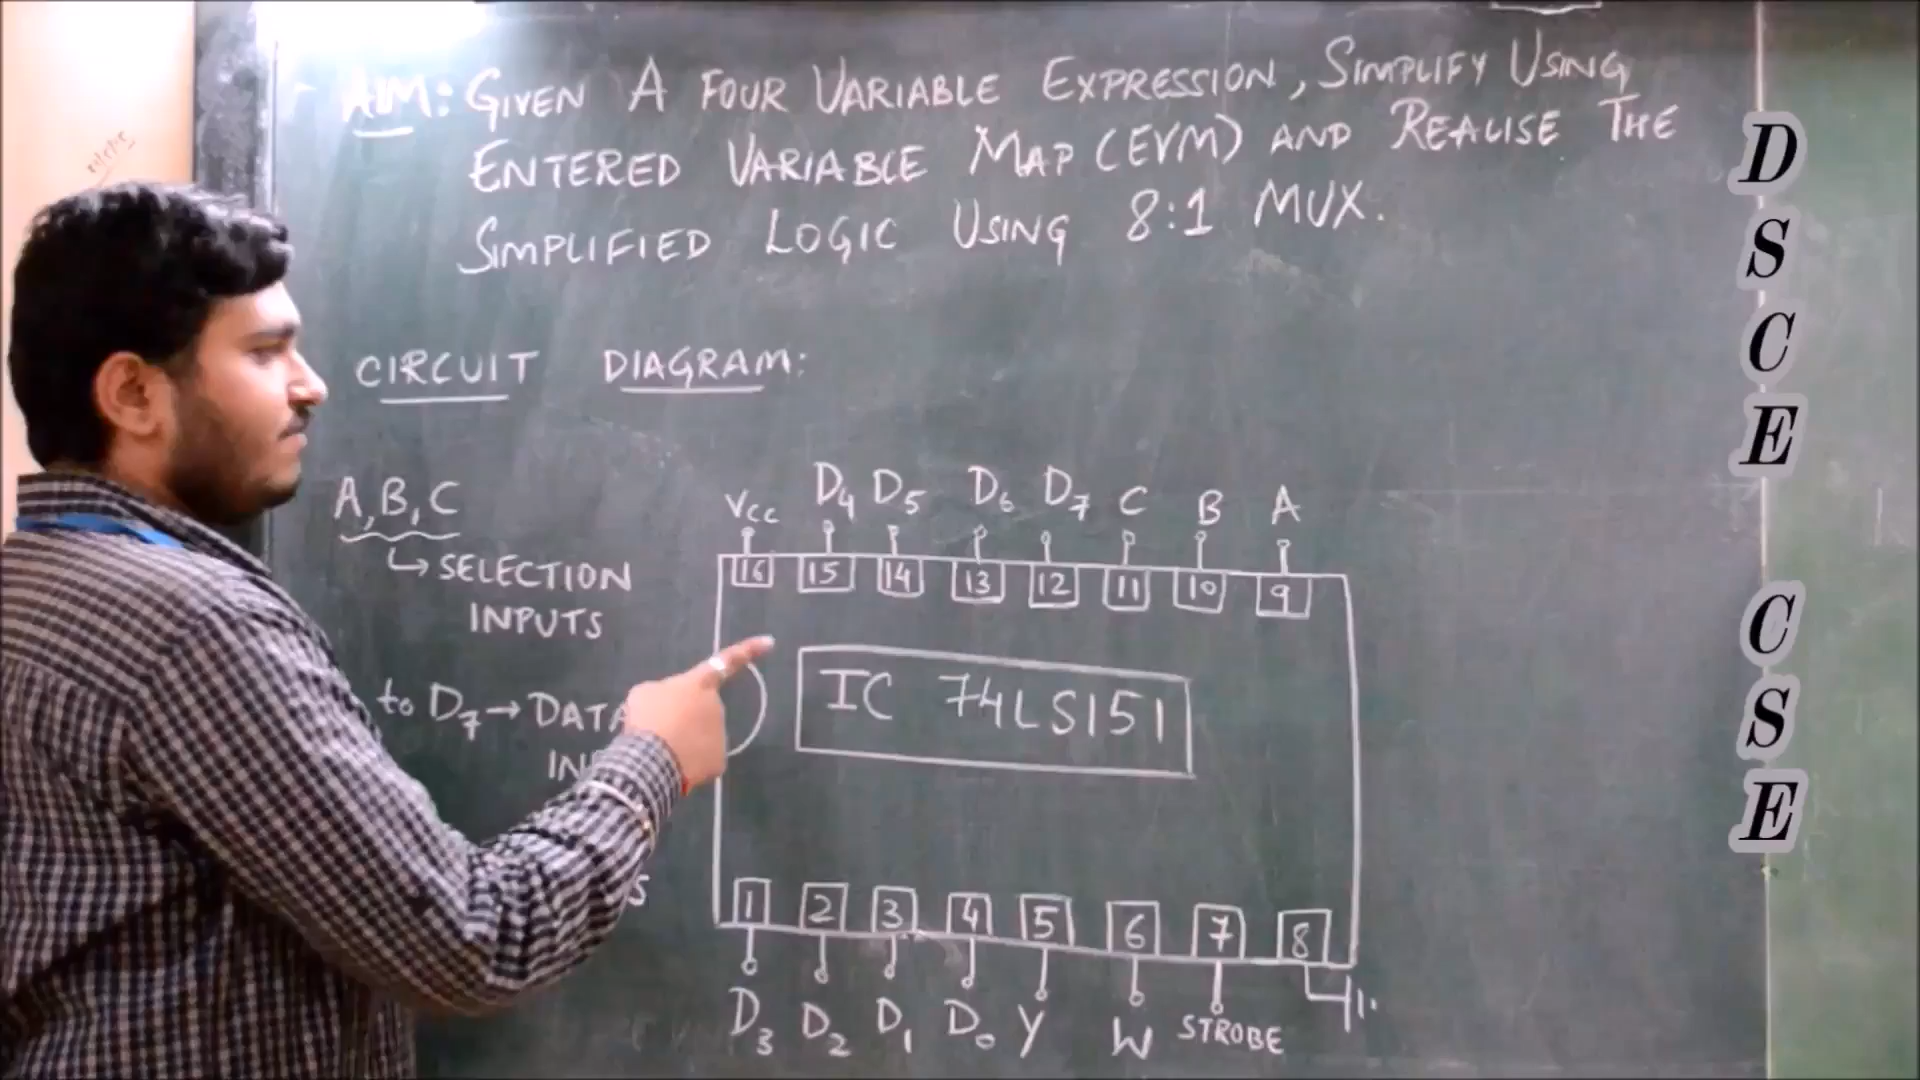 AIM: GIVEN A FOUR VARIABLE EXPRESSION, SIMPLIFY USING
ENTERED VARIABLE MAP (EVM) AND REALISE THE
SIMPLIFIED LOGIC USING 8:1 MUX.
CIRCUIT DIAGRAM:
A, B, C
↳ SELECTION
INPUTS
to D7 → DATA
Vcc D4 D5 D6 D7 C B A
16 15 14 13 12 11 10 9
IC 74LS151
1 2 3 4 5 6 7 8
D3 D2 D1 D0 Y W STROBE
D
S
C
E
C
S
E